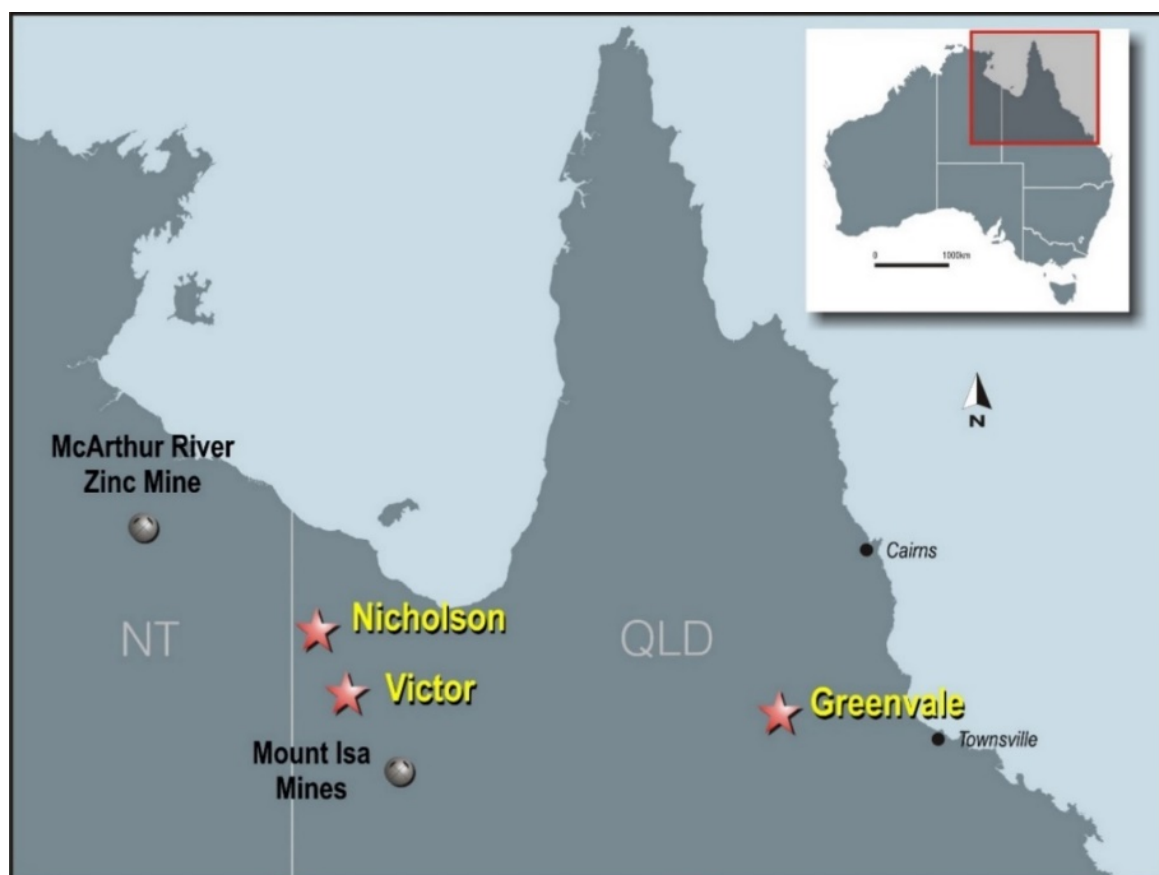 0 1000km
N
McArthur River
Zinc Mine
Cairns
NT
Nicholson
QLD
Victor
Greenvale
Townsville
Mount Isa
Mines